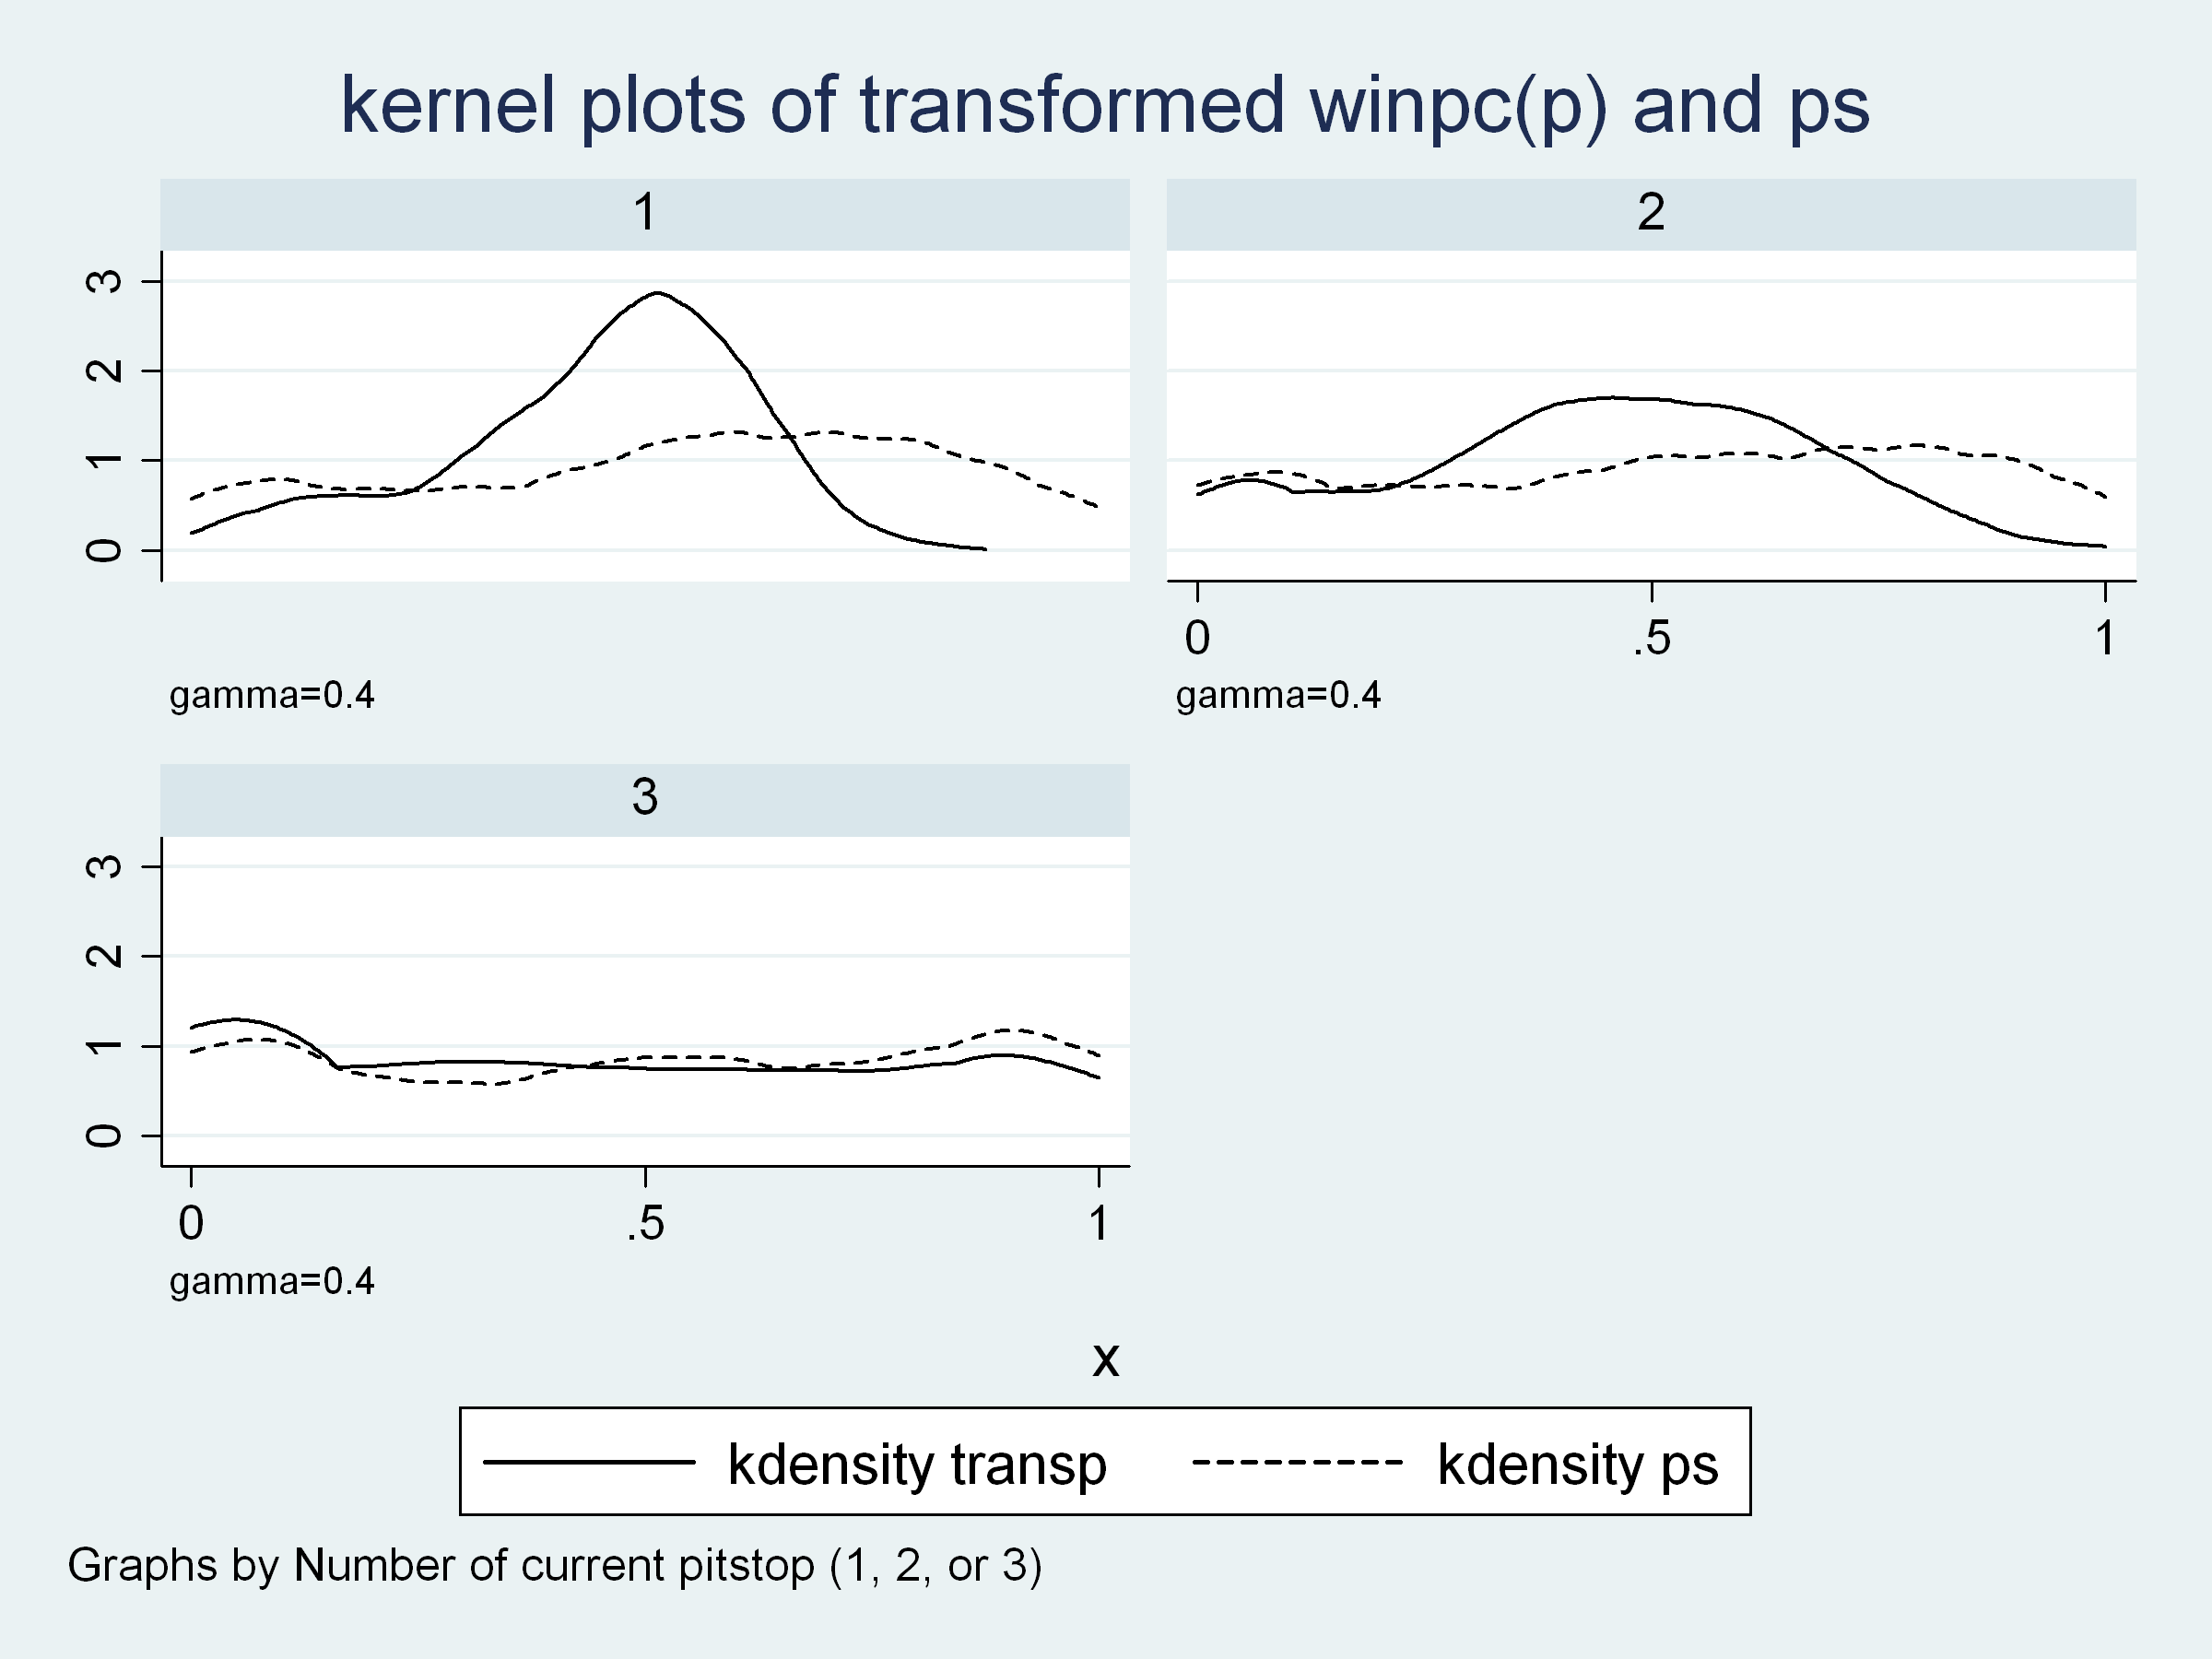 kernel plots of transformed winpc(p) and ps
1
2
3
2
1
0
0 .5 1
gamma=0.4
gamma=0.4
3
3
2
1
0
0 .5 1
gamma=0.4
x
kdensity transp
kdensity ps
Graphs by Number of current pitstop (1, 2, or 3)